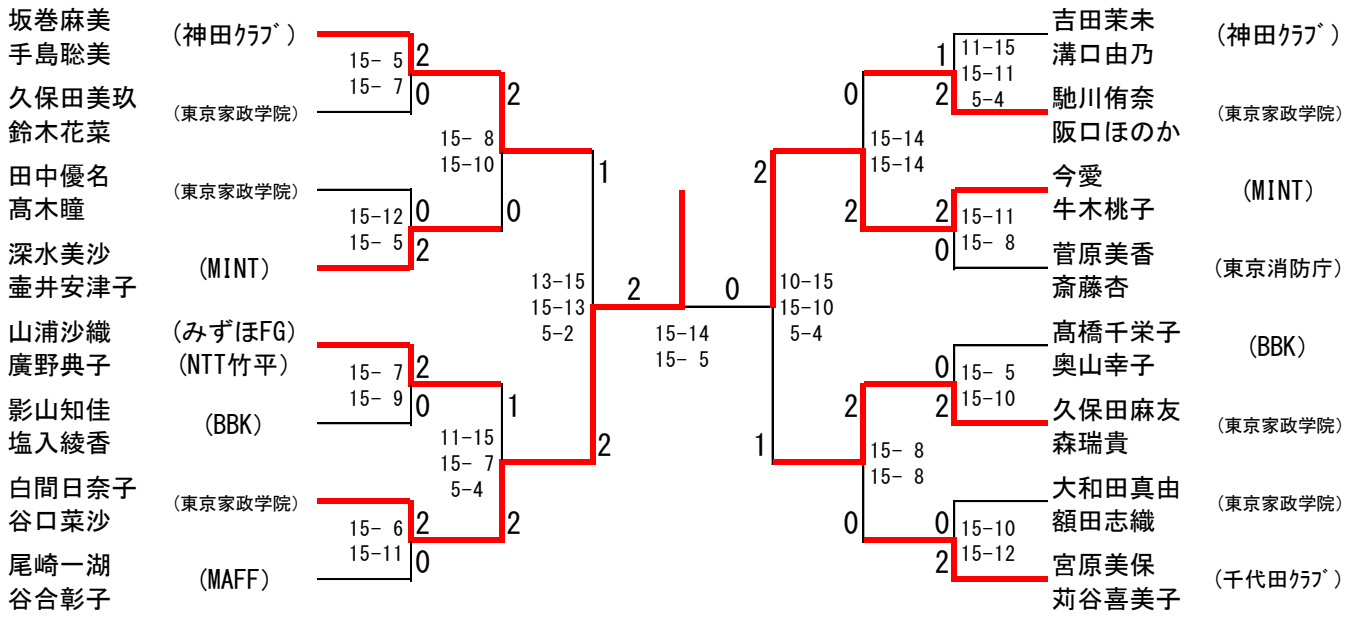 坂巻麻美
手島聡美
(神田ｸﾗﾌﾞ)
久保田美玖
鈴木花菜
(東京家政学院)
田中優名
髙木瞳
(東京家政学院)
深水美沙
壷井安津子
(MINT)
山浦沙織
廣野典子
(みずほFG)
(NTT竹平)
影山知佳
塩入綾香
(BBK)
白間日奈子
谷口菜沙
(東京家政学院)
尾崎一湖
谷合彰子
(MAFF)
15- 5
15- 7
2
0
15-12
15- 5
0
2
15- 7
15- 9
2
0
15- 6
15-11
2
0
2
15- 8
15-10
0
1
11-15
15- 7
5-4
2
1
13-15
15-13
5-2
2
2
0
15-14
15- 5
2
10-15
15-10
5-4
1
0
15-14
15-14
2
2
15- 8
15- 8
0
1
11-15
15-11
5-4
2
2
15-11
15- 8
0
0
15- 5
15-10
2
0
15-10
15-12
2
吉田茉未
溝口由乃
(神田ｸﾗﾌﾞ)
馳川侑奈
阪口ほのか
(東京家政学院)
今愛
牛木桃子
(MINT)
菅原美香
斎藤杏
(東京消防庁)
髙橋千栄子
奥山幸子
(BBK)
久保田麻友
森瑞貴
(東京家政学院)
大和田真由
額田志織
(東京家政学院)
宮原美保
苅谷喜美子
(千代田ｸﾗﾌﾞ)